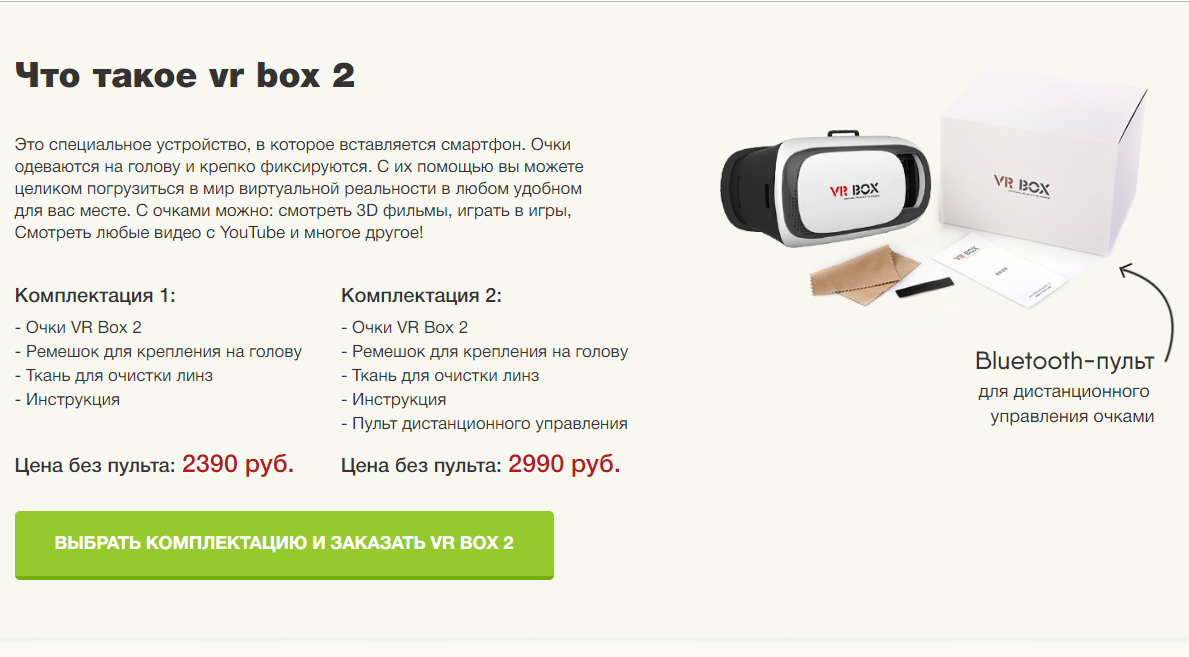 Что такое vr box 2
Это специальное устройство, в которое вставляется смартфон. Очки
одеваются на голову и крепко фиксируются. С их помощью вы можете
целиком погрузиться в мир виртуальной реальности в любом удобном
для вас месте. С очками можно: смотреть 3D фильмы, играть в игры,
Смотреть любые видео с YouTube и многое другое!
Комплектация 1:
- Очки VR Box 2
- Ремешок для крепления на голову
- Ткань для очистки линз
- Инструкция
Цена без пульта: 2390 руб.
Комплектация 2:
- Очки VR Box 2
- Ремешок для крепления на голову
- Ткань для очистки линз
- Инструкция
- Пульт дистанционного управления
Цена без пульта: 2990 руб.
ВЫБРАТЬ КОМПЛЕКТАЦИЮ И ЗАКАЗАТЬ VR BOX 2
VR BOX
VR BOX
VR BOX
Bluetooth-пульт
для дистанционного
управления очками